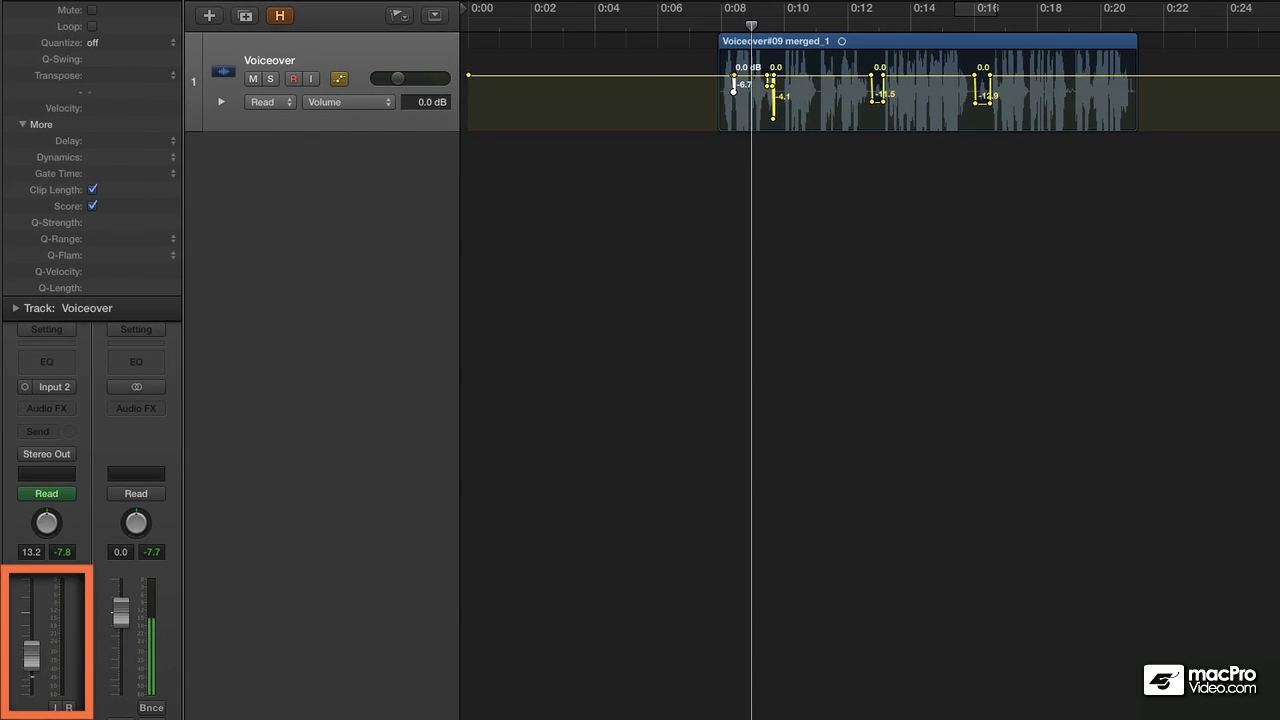 Mute:
Loop:
Quantize: off
Q-Swing:
Transpose:
- -
Velocity:
More
Delay:
Dynamics:
Gate Time:
Clip Length:
Score:
Q-Strength:
Q-Range:
Q-Flam:
Q-Velocity:
Q-Length:
Track: Voiceover
Setting Setting
EQ EQ
Input 2
Audio FX Audio FX
Send
Stereo Out
Read Read
13.2 -7.8 0.0 -7.7
I R Bnce
H
0:00 0:02 0:04 0:06 0:08 0:10 0:12 0:14 0:16 0:18 0:20 0:24
1
Voiceover
M S R I
Read Volume 0.0 dB
Voiceover#09 merged_1
0.0 dB 0.0 0.0 0.0
-6.7 -4.1 -11.5 -12.9
macPro
Video.com